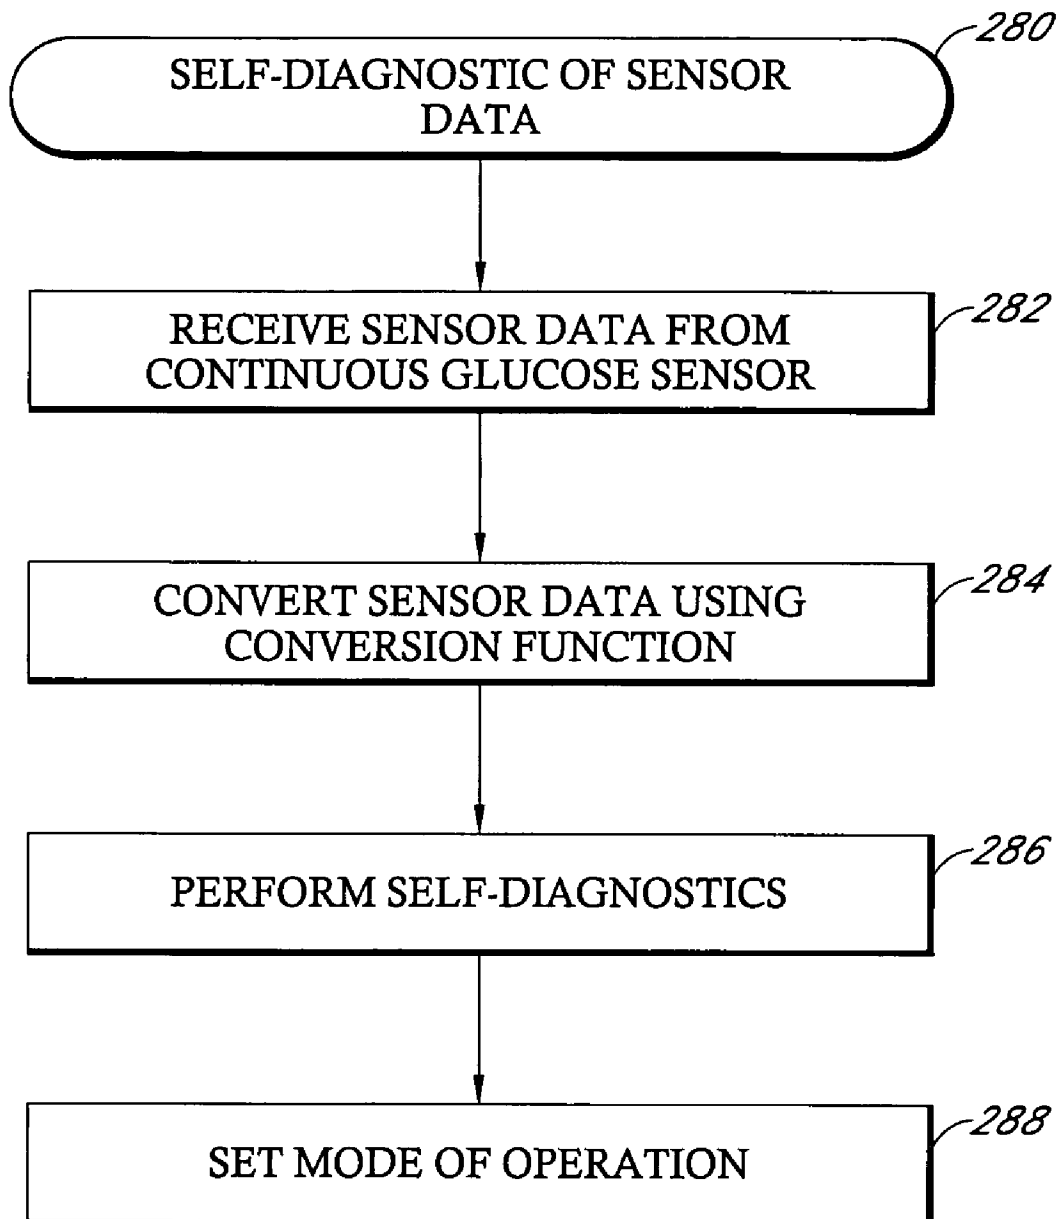 280
SELF-DIAGNOSTIC OF SENSOR
DATA
282
RECEIVE SENSOR DATA FROM
CONTINUOUS GLUCOSE SENSOR
284
CONVERT SENSOR DATA USING
CONVERSION FUNCTION
286
PERFORM SELF-DIAGNOSTICS
288
SET MODE OF OPERATION